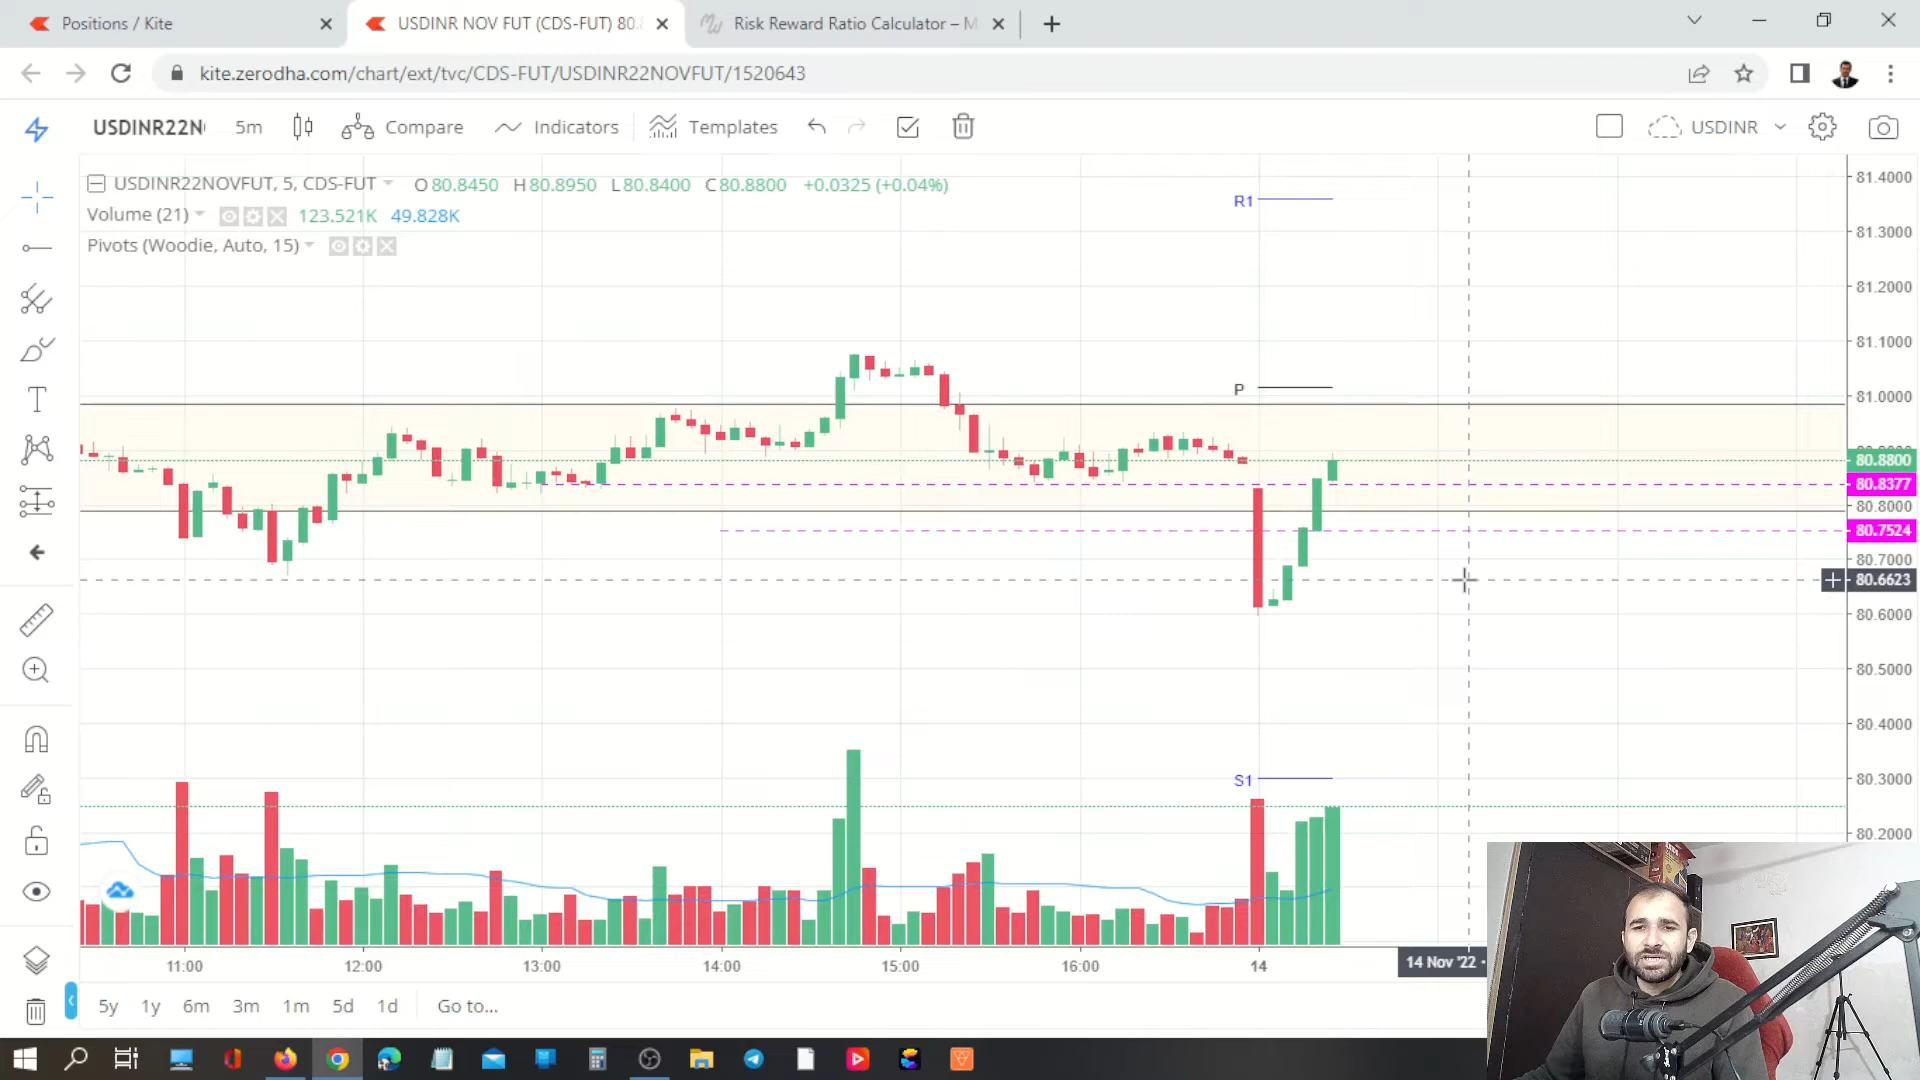 Positions / Kite
USDINR NOV FUT (CDS-FUT) 80.
Risk Reward Ratio Calculator – M
kite.zerodha.com/chart/ext/tvc/CDS-FUT/USDINR22NOVFUT/1520643
USDINR22N
5m
Compare
Indicators
Templates
USDINR
USDINR22NOVFUT, 5, CDS-FUT O80.8450 H80.8950 L80.8400 C80.8800 +0.0325 (+0.04%)
Volume (21) 123.521K 49.828K
Pivots (Woodie, Auto, 15)
R1
P
S1
81.4000
81.3000
81.2000
81.1000
81.0000
80.8800
80.8377
80.8000
80.7524
80.7000
80.6623
80.6000
80.5000
80.4000
80.3000
80.2000
11:00 12:00 13:00 14:00 15:00 16:00 14 14 Nov '22
5y 1y 6m 3m 1m 5d 1d Go to...